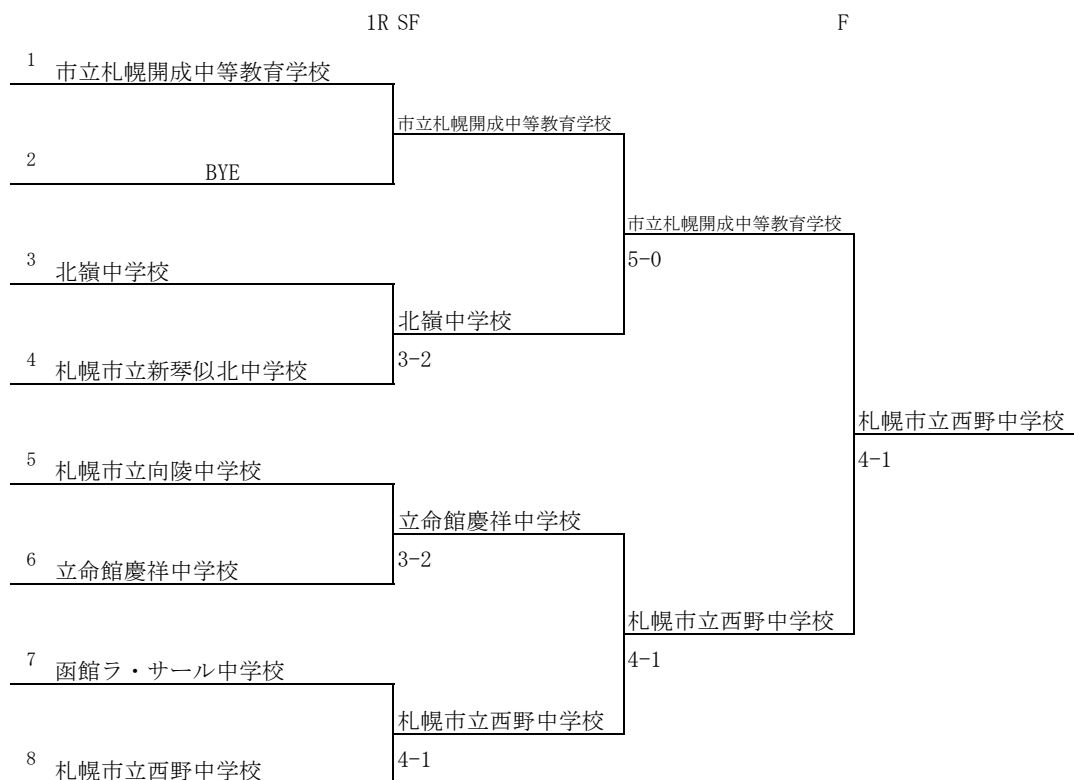 1R SF F
1 市立札幌開成中等教育学校
市立札幌開成中等教育学校
2 BYE
市立札幌開成中等教育学校
3 北嶺中学校
5-0
北嶺中学校
4 札幌市立新琴似北中学校
3-2
札幌市立西野中学校
5 札幌市立向陵中学校
4-1
立命館慶祥中学校
6 立命館慶祥中学校
3-2
札幌市立西野中学校
7 函館ラ・サール中学校
4-1
札幌市立西野中学校
8 札幌市立西野中学校
4-1